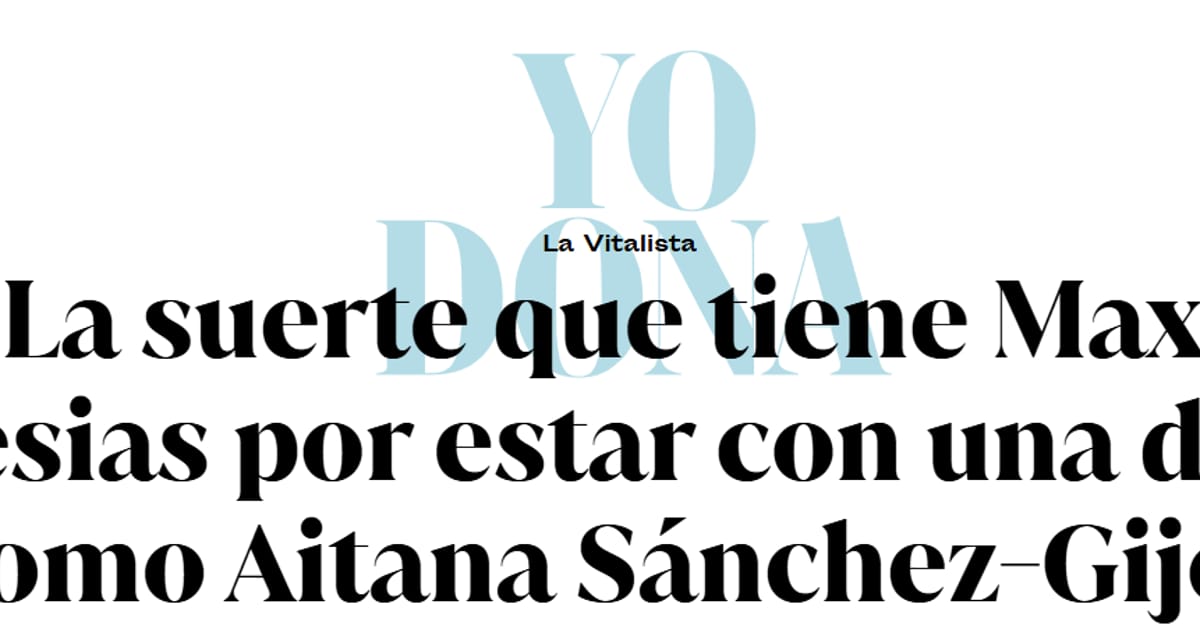 YO
DONA
La Vitalista
La suerte que tiene Max
esias por estar con una d
omo Aitana Sánchez-Gij